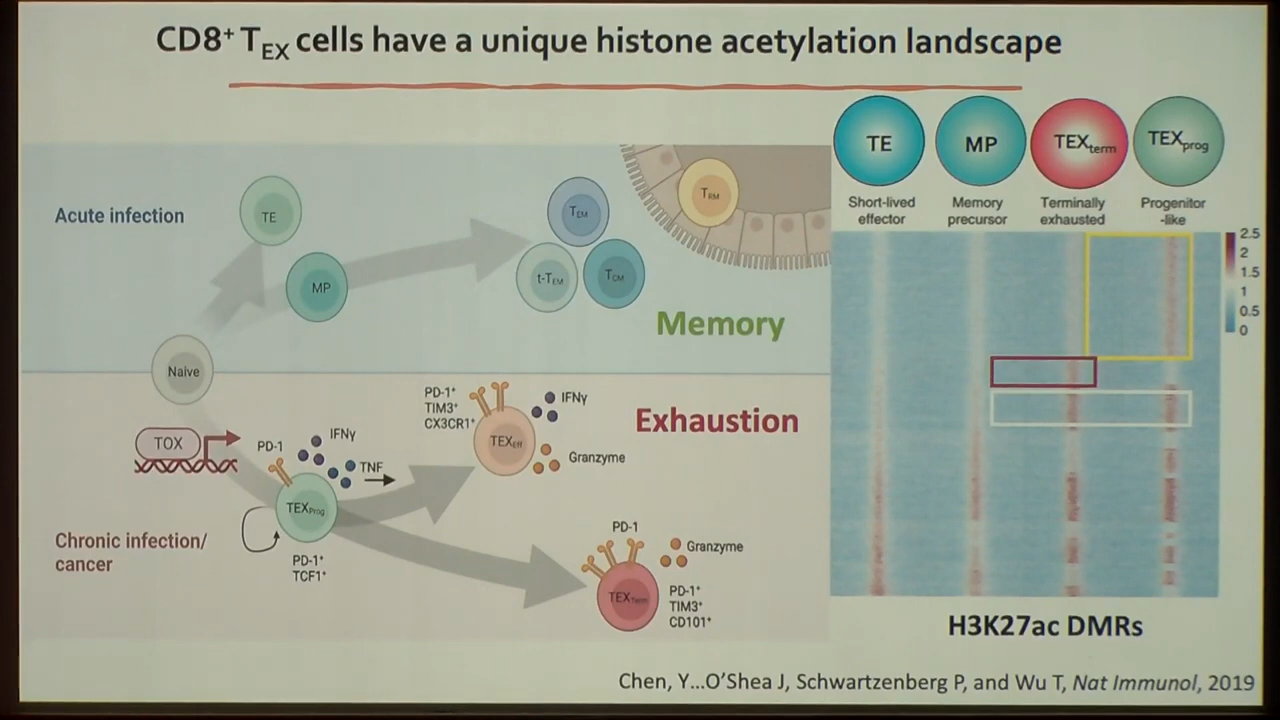 CD8⁺ T_EX cells have a unique histone acetylation landscape
Acute infection
TE
MP
T_EM
t-T_EM
T_CM
T_RM
Memory
Naive
Exhaustion
TOX
PD-1
IFNγ
TNF
TEX_Prog
PD-1⁺
TCF1⁺
PD-1⁺
TIM3⁺
CX3CR1⁺
IFNγ
TEX_Eff
Granzyme
Chronic infection/
cancer
PD-1
Granzyme
TEX_Term
PD-1⁺
TIM3⁺
CD101⁺
TE
MP
TEX_term
TEX_prog
Short-lived
effector
Memory
precursor
Terminally
exhausted
Progenitor
-like
2.5
2
1.5
1
0.5
0
H3K27ac DMRs
Chen, Y...O'Shea J, Schwartzenberg P, and Wu T, Nat Immunol, 2019